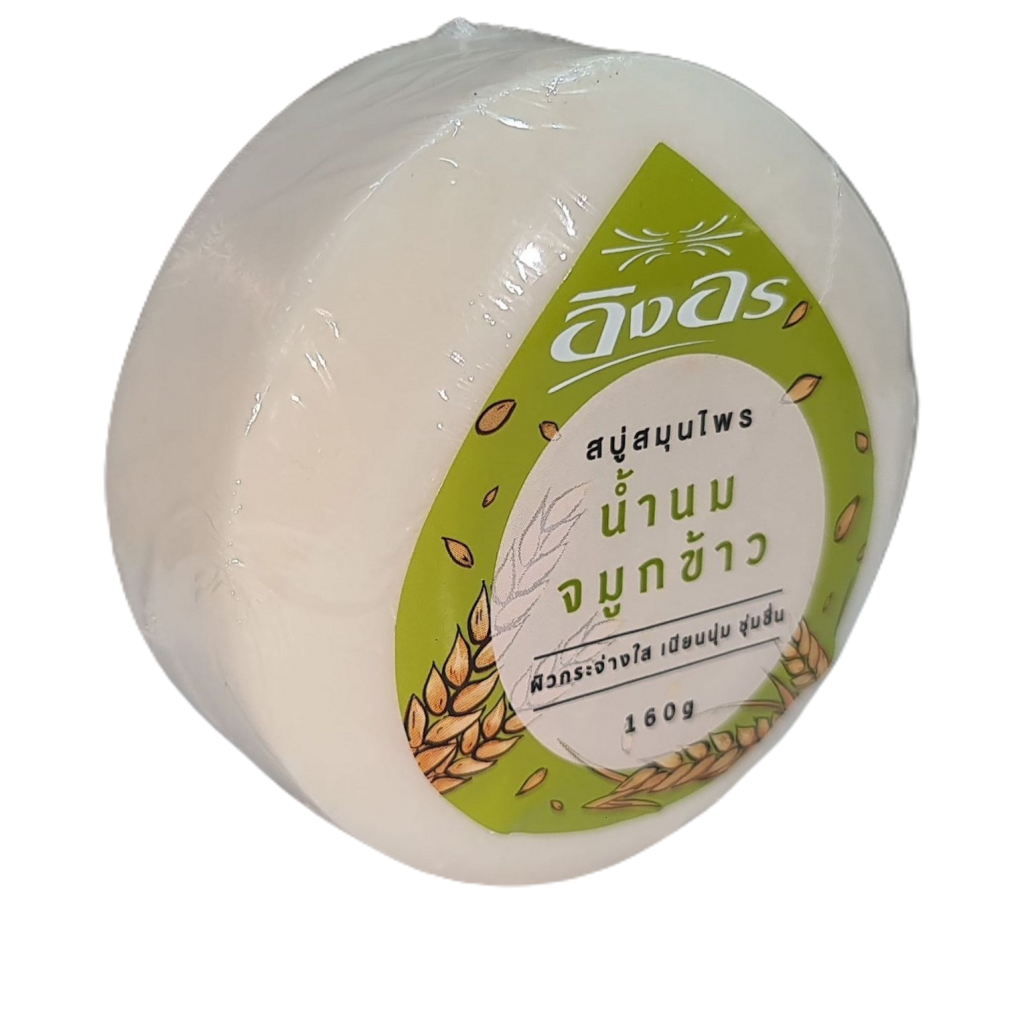 อิงอร
สบู่สมุนไพร
น้ำนม
จมูกข้าว
ผิวกระจ่างใส เนียนนุ่ม ชุ่มชื่น
160g